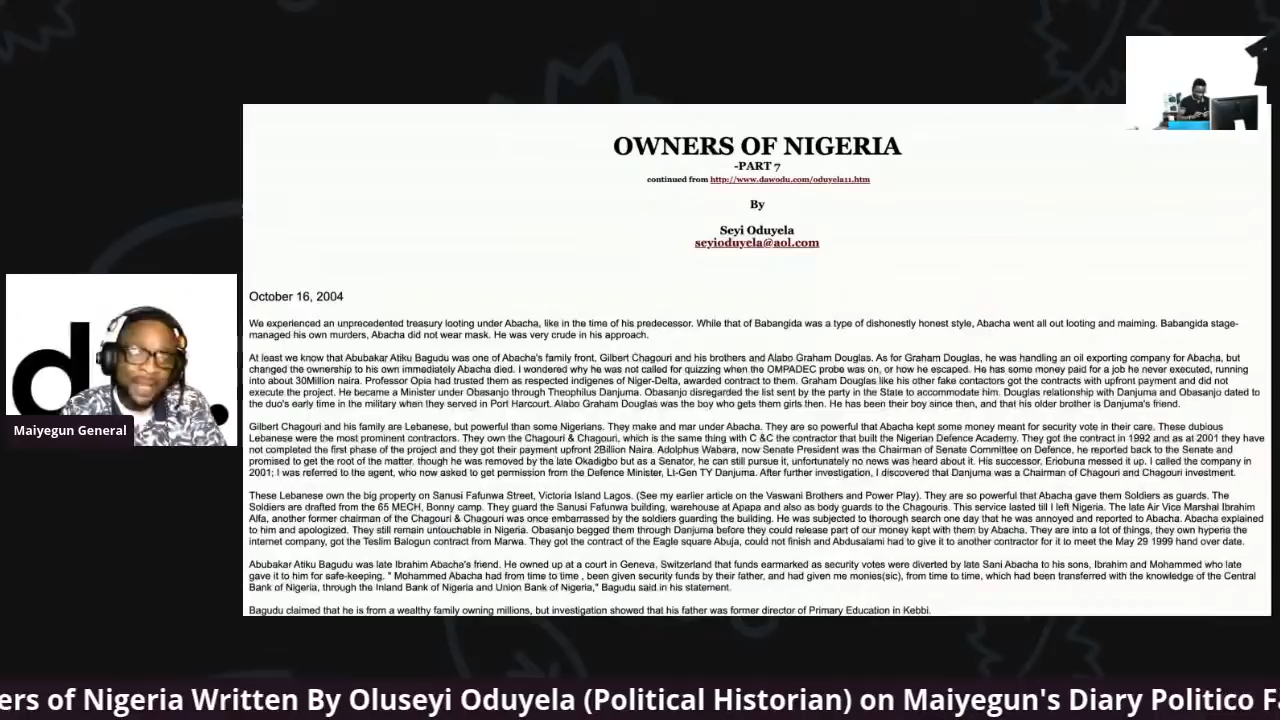 OWNERS OF NIGERIA
-PART 7
continued from http://www.dawodu.com/oduyela11.htm
By
Seyi Oduyela
seyioduyela@aol.com
October 16, 2004
We experienced an unprecedented treasury looting under Abacha, like in the time of his predecessor. While that of Babangida was a type of dishonestly honest style, Abacha went all out looting and maiming. Babangida stage-
managed his own murders, Abacha did not wear mask. He was very crude in his approach.
At least we know that Abubakar Atiku Bagudu was one of Abacha's family front, Gilbert Chagouri and his brothers and Alabo Graham Douglas. As for Graham Douglas, he was handling an oil exporting company for Abacha, but
changed the ownership to his own immediately Abacha died. I wondered why he was not called for quizzing when the OMPADEC probe was on, or how he escaped. He has some money paid for a job he never executed, running
into about 30Million naira. Professor Opia had trusted them as respected indigenes of Niger-Delta, awarded contract to them. Graham Douglas like his other fake contactors got the contracts with upfront payment and did not
execute the project. He became a Minister under Obasanjo through Theophilus Danjuma. Obasanjo disregarded the list sent by the party in the State to accommodate him. Douglas relationship with Danjuma and Obasanjo dated to
the duo's early time in the military when they served in Port Harcourt. Alabo Graham Douglas was the boy who gets them girls then. He has been their boy since then, and that his older brother is Danjuma's friend.
Gilbert Chagouri and his family are Lebanese, but powerful than some Nigerians. They make and mar under Abacha. They are so powerful that Abacha kept some money meant for security vote in their care. These dubious
Lebanese were the most prominent contractors. They own the Chagouri & Chagouri, which is the same thing with C &C the contractor that built the Nigerian Defence Academy. They got the contract in 1992 and as at 2001 they have
not completed the first phase of the project and they got their payment upfront 2Billion Naira. Adolphus Wabara, now Senate President was the Chairman of Senate Committee on Defence, he reported back to the Senate and
promised to get the root of the matter. though he was removed by the late Okadigbo but as a Senator, he can still pursue it, unfortunately no news was heard about it. His successor, Eriobuna messed it up. I called the company in
2001; I was referred to the agent, who now asked to get permission from the Defence Minister, Lt-Gen TY Danjuma. After further investigation, I discovered that Danjuma was a Chairman of Chagouri and Chagouri investment.
These Lebanese own the big property on Sanusi Fafunwa Street, Victoria Island Lagos. (See my earlier article on the Vaswani Brothers and Power Play). They are so powerful that Abacha gave them Soldiers as guards. The
Soldiers are drafted from the 65 MECH, Bonny camp. They guard the Sanusi Fafunwa building, warehouse at Apapa and also as body guards to the Chagouris. This service lasted till I left Nigeria. The late Air Vice Marshal Ibrahim
Alfa, another former chairman of the Chagouri & Chagouri was once embarrassed by the soldiers guarding the building. He was subjected to thorough search one day that he was annoyed and reported to Abacha. Abacha explained
to him and apologized. They still remain untouchable in Nigeria. Obasanjo begged them through Danjuma before they could release part of our money kept with them by Abacha. They are into a lot of things, they own hyperia the
internet company, got the Teslim Balogun contract from Marwa. They got the contract of the Eagle square Abuja, could not finish and Abdusalami had to give it to another contractor for it to meet the May 29 1999 hand over date.
Abubakar Atiku Bagudu was late Ibrahim Abacha's friend. He owned up at a court in Geneva, Switzerland that funds earmarked as security votes were diverted by late Sani Abacha to his sons, Ibrahim and Mohammed who late
gave it to him for safe-keeping. " Mohammed Abacha had from time to time , been given security funds by their father, and had given me monies(sic), from time to time, which had been transferred with the knowledge of the Central
Bank of Nigeria, through the Inland Bank of Nigeria and Union Bank of Nigeria," Bagudu said in his statement.
Bagudu claimed that he is from a wealthy family owning millions, but investigation showed that his father was former director of Primary Education in Kebbi.
d.
Maiyegun General
ers of Nigeria Written By Oluseyi Oduyela (Political Historian) on Maiyegun's Diary Politico F